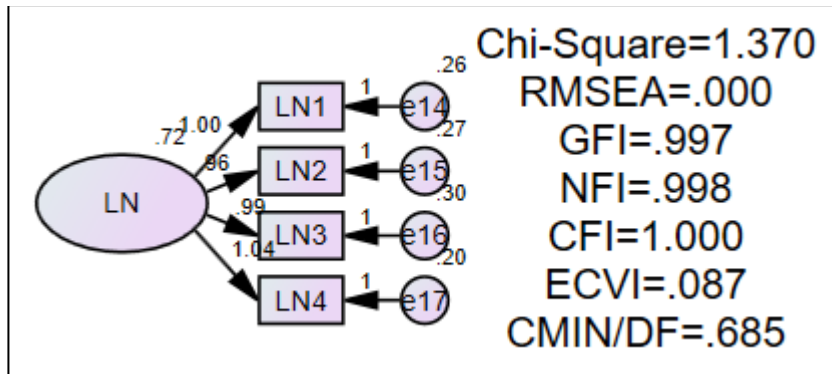 Chi-Square=1.370
RMSEA=.000
GFI=.997
NFI=.998
CFI=1.000
ECVI=.087
CMIN/DF=.685
.26
LN1
1
e14
.72
1.00
.27
LN2
1
e15
.96
.30
LN
.99
LN3
1
e16
.20
1.04
LN4
1
e17